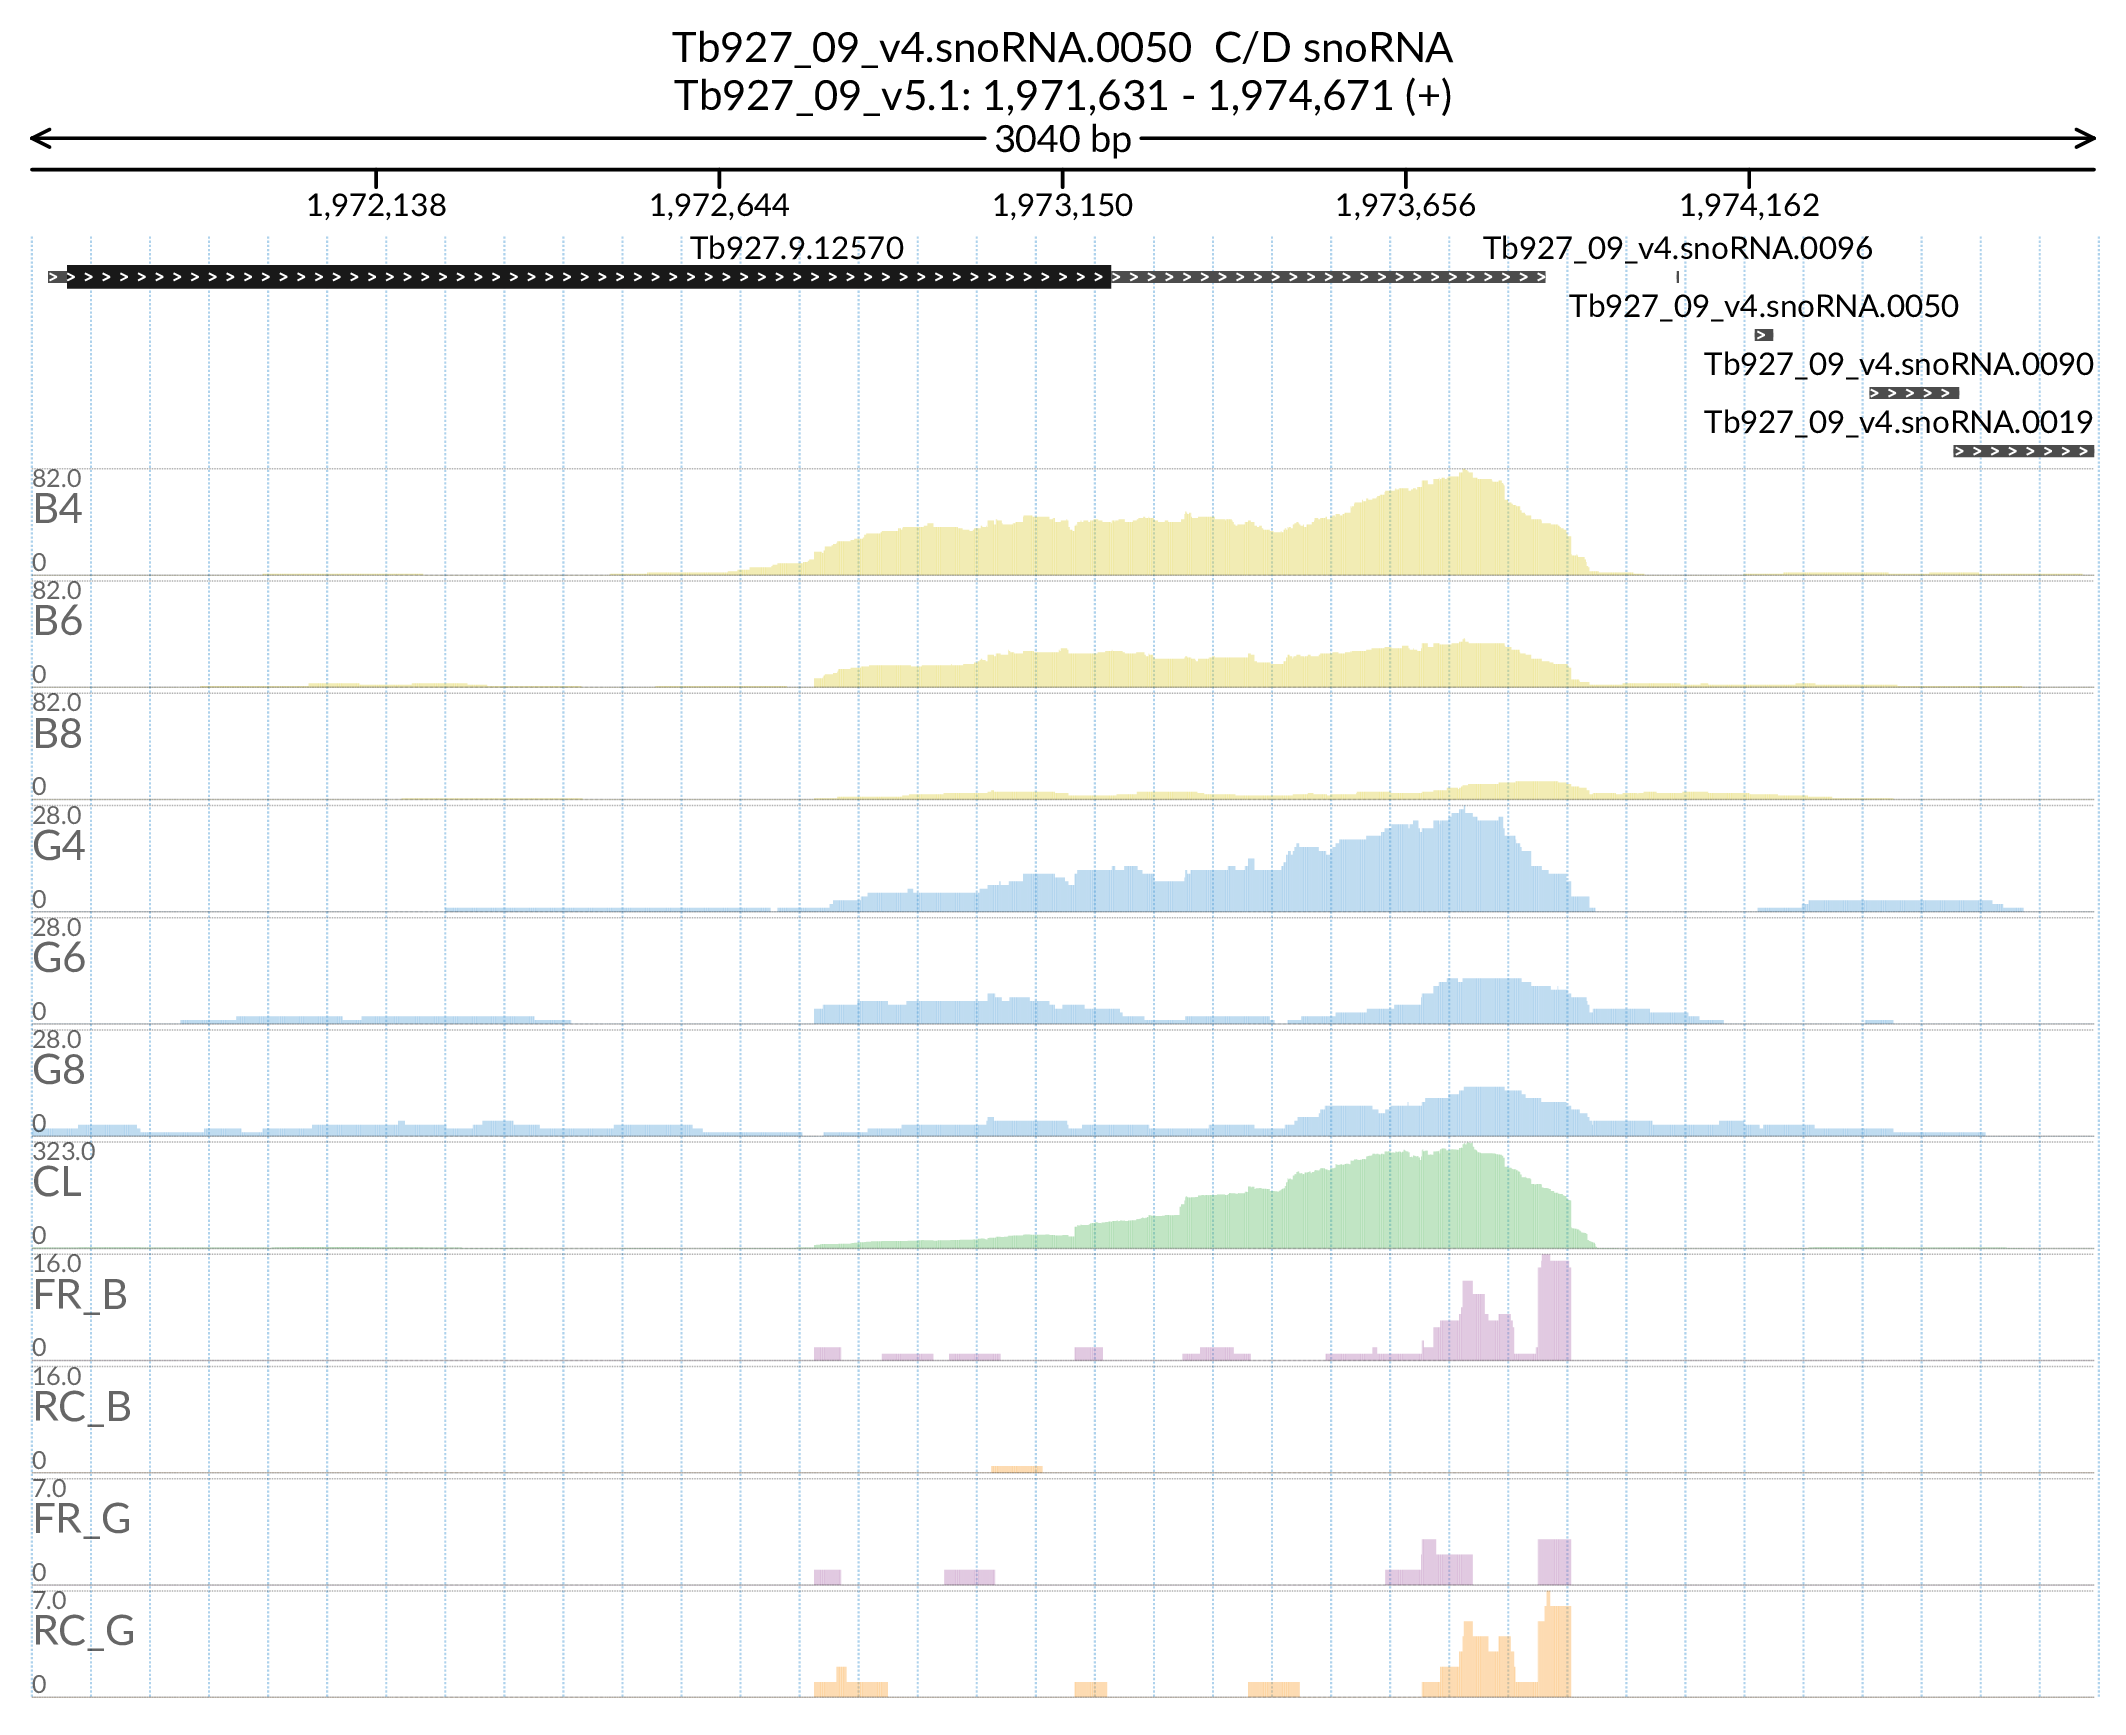 Tb927_09_v4.snoRNA.0050 C/D snoRNA
Tb927_09_v5.1: 1,971,631 - 1,974,671 (+)
3040 bp
1,972,138 1,972,644 1,973,150 1,973,656 1,974,162
Tb927.9.12570 Tb927_09_v4.snoRNA.0096
Tb927_09_v4.snoRNA.0050
Tb927_09_v4.snoRNA.0090
Tb927_09_v4.snoRNA.0019
82.0
B4
0
82.0
B6
0
82.0
B8
0
28.0
G4
0
28.0
G6
0
28.0
G8
0
323.0
CL
0
16.0
FR_B
0
16.0
RC_B
0
7.0
FR_G
0
7.0
RC_G
0